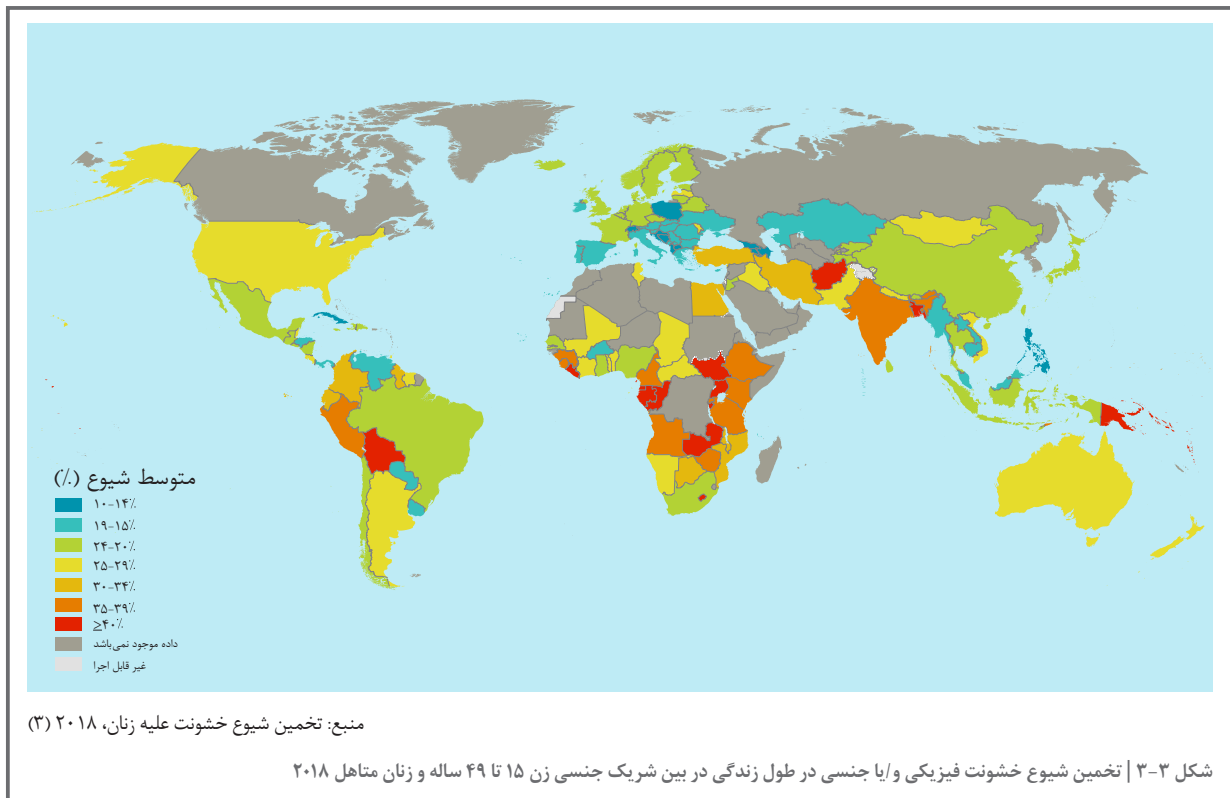 متوسط شیوع (٪)
۱۰-۱۴٪
۱۹-۱۵٪
۲۴-۲۰٪
۲۵-۲۹٪
۳۰-۳۴٪
۳۵-۳۹٪
≥۴۰٪
داده موجود نمی‌باشد
غیر قابل اجرا
منبع: تخمین شیوع خشونت علیه زنان، ۲۰۱۸ (۳)
شکل ۳-۳ | تخمین شیوع خشونت فیزیکی و/یا جنسی در طول زندگی در بین شریک جنسی زن ۱۵ تا ۴۹ ساله و زنان متاهل ۲۰۱۸